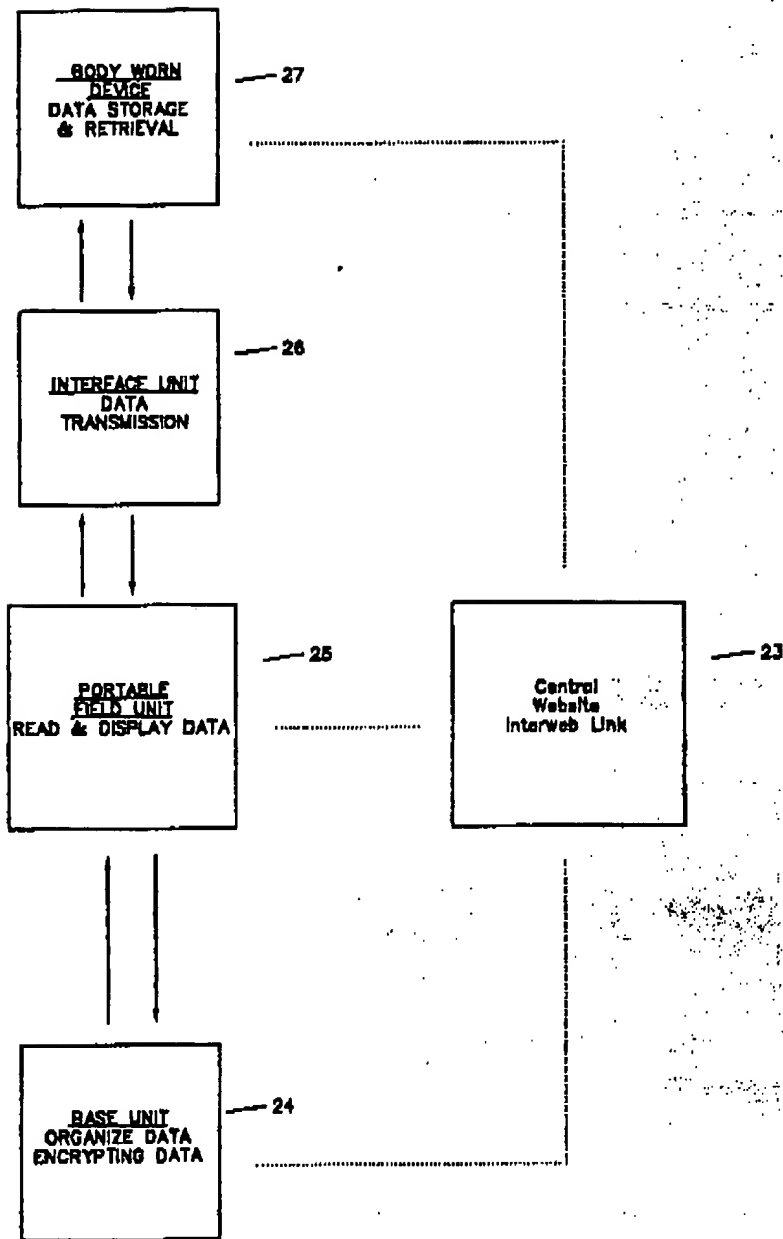 BODY WORN
DEVICE
DATA STORAGE
& RETRIEVAL
27
INTERFACE UNIT
DATA
TRANSMISSION
26
PORTABLE
FIELD UNIT
READ & DISPLAY DATA
25
Central
Website
Interweb Link
23
BASE UNIT
ORGANIZE DATA
ENCRYPTING DATA
24